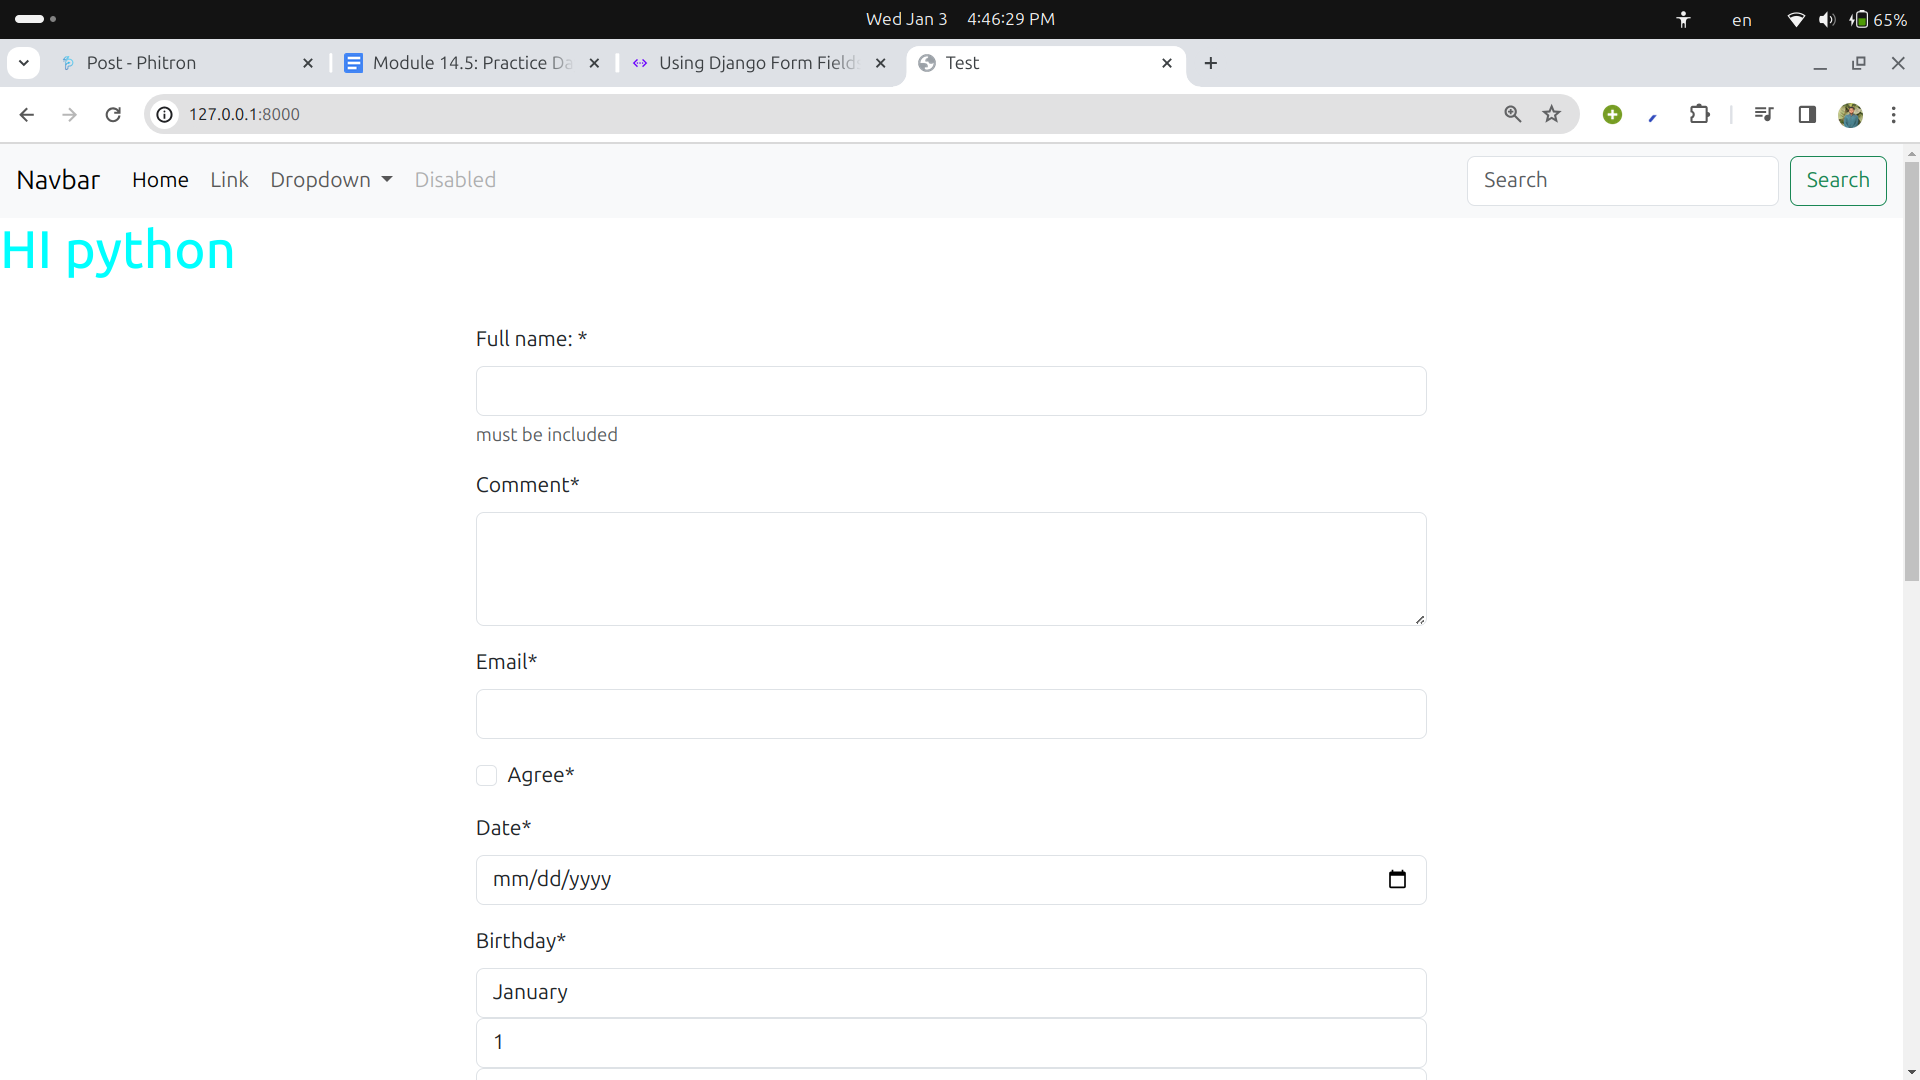 Wed Jan 3 4:46:29 PM
en
65%
Post - Phitron
Module 14.5: Practice Da
Using Django Form Fields
Test
127.0.0.1:8000
Navbar Home Link Dropdown Disabled
Search
Search
HI python
Full name: *
must be included
Comment*
Email*
Agree*
Date*
mm/dd/yyyy
Birthday*
January
1